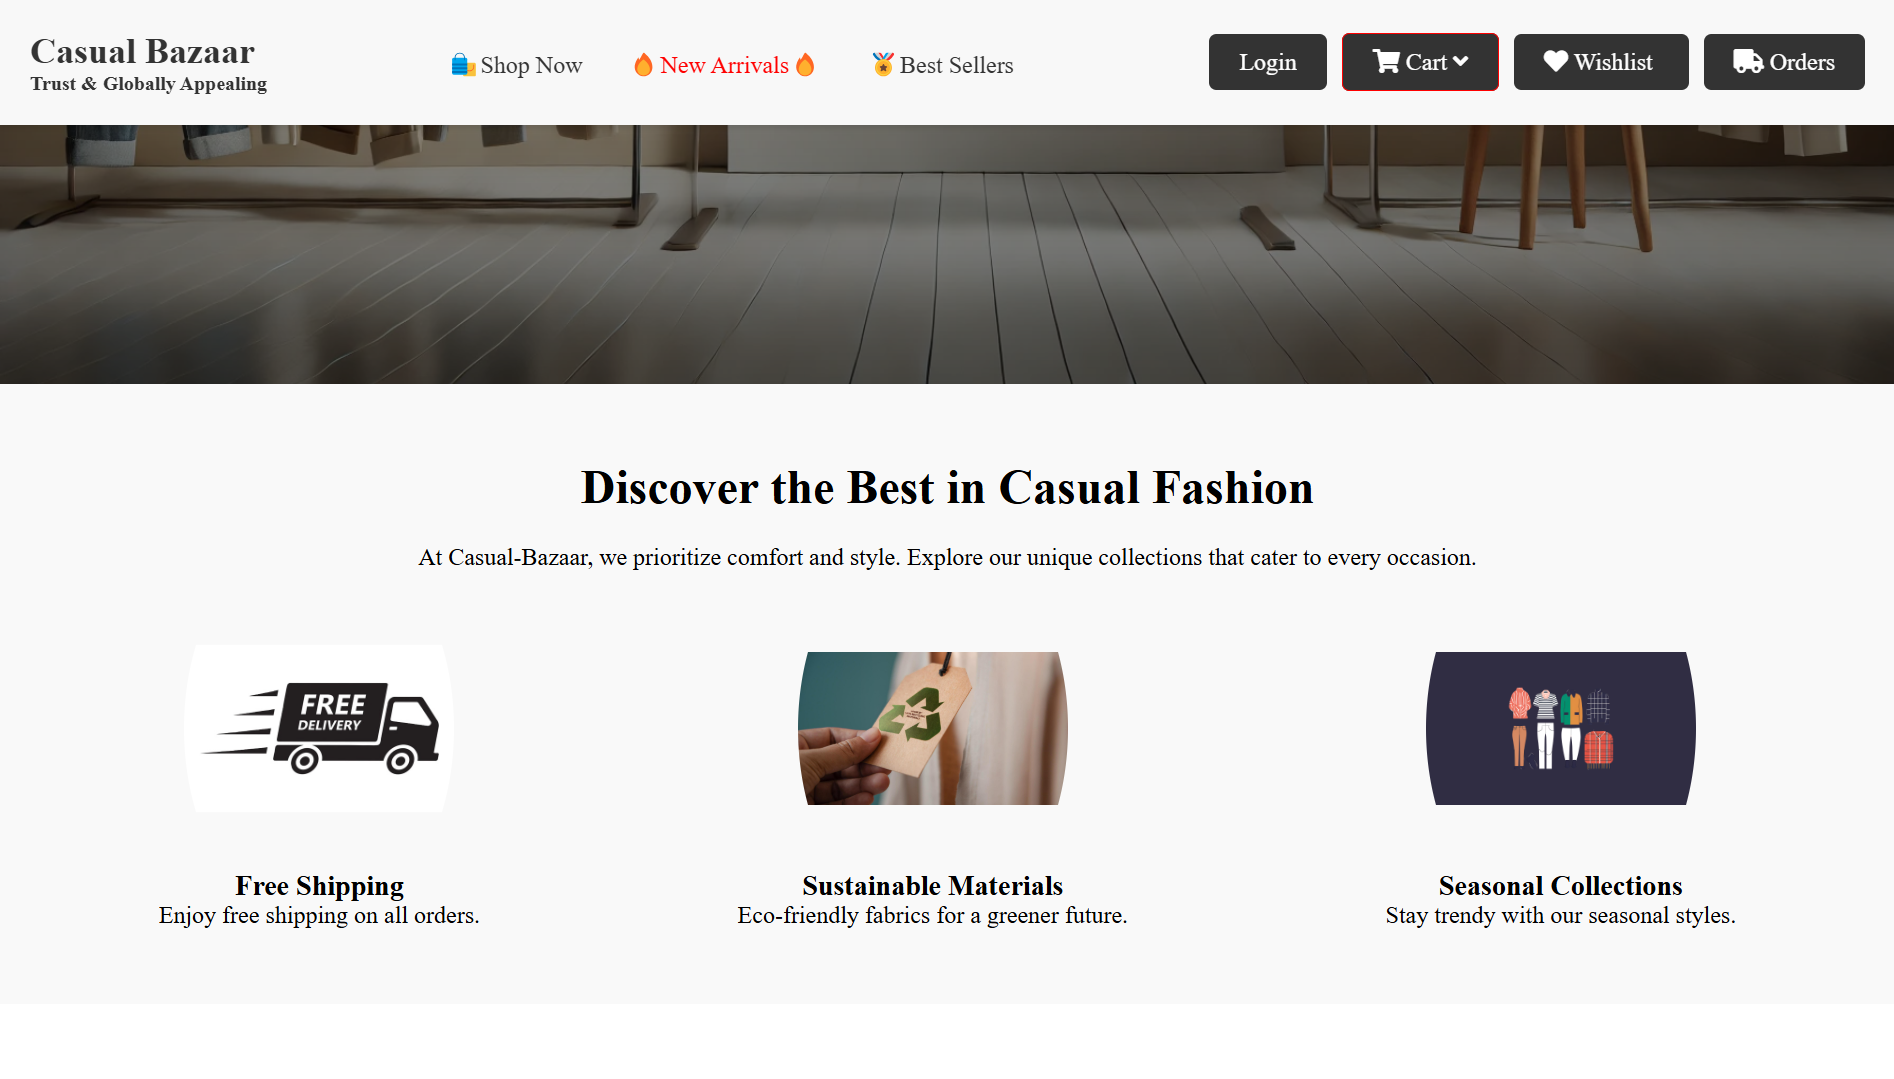 Casual Bazaar
Trust & Globally Appealing
Shop Now
New Arrivals
Best Sellers
Login
Cart
Wishlist
Orders
Discover the Best in Casual Fashion
At Casual-Bazaar, we prioritize comfort and style. Explore our unique collections that cater to every occasion.
FREE
DELIVERY
Free Shipping
Enjoy free shipping on all orders.
Sustainable Materials
Eco-friendly fabrics for a greener future.
Seasonal Collections
Stay trendy with our seasonal styles.